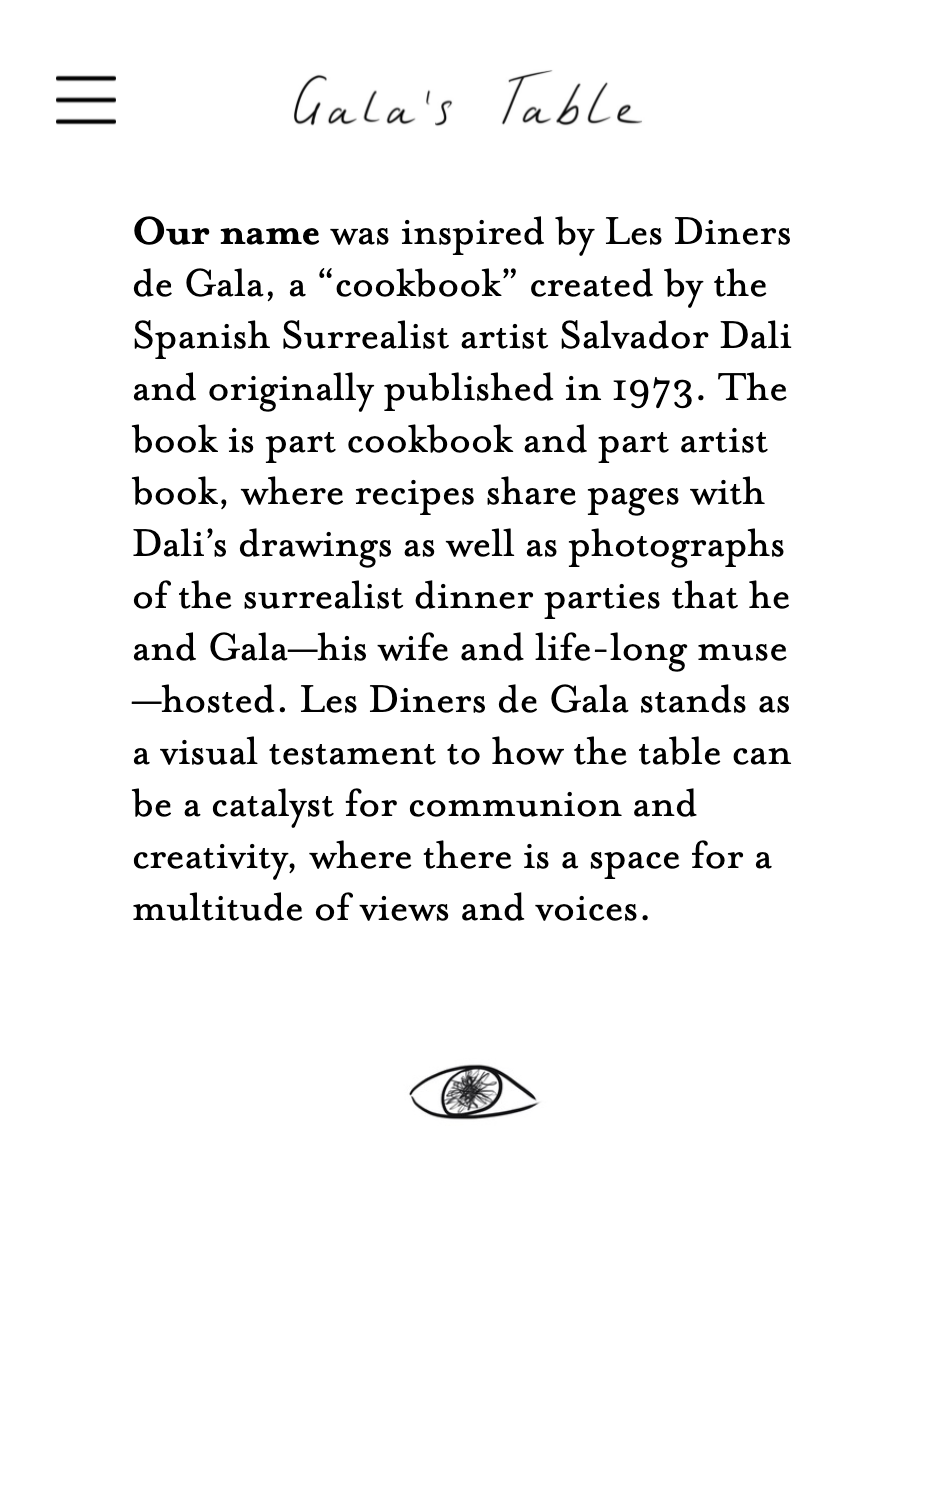 Gala's Table
Our name was inspired by Les Diners
de Gala, a “cookbook” created by the
Spanish Surrealist artist Salvador Dali
and originally published in 1973. The
book is part cookbook and part artist
book, where recipes share pages with
Dali’s drawings as well as photographs
of the surrealist dinner parties that he
and Gala—his wife and life-long muse
—hosted. Les Diners de Gala stands as
a visual testament to how the table can
be a catalyst for communion and
creativity, where there is a space for a
multitude of views and voices.